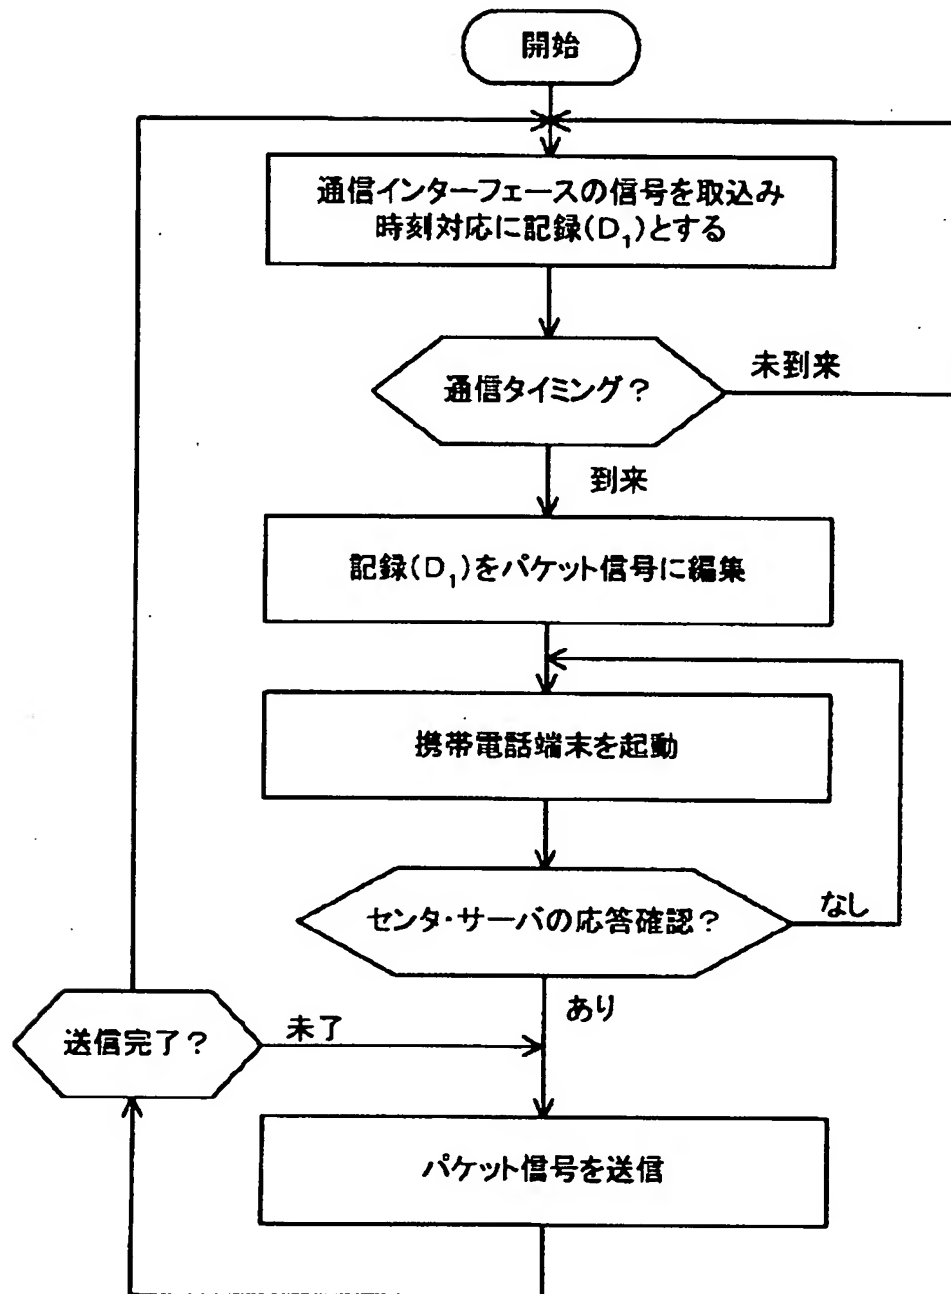 開始
通信インターフェースの信号を取込み
時刻対応に記録(D₁)とする
通信タイミング?
未到来
到来
記録(D₁)をパケット信号に編集
携帯電話端末を起動
センタ・サーバの応答確認?
なし
あり
送信完了?
未了
パケット信号を送信